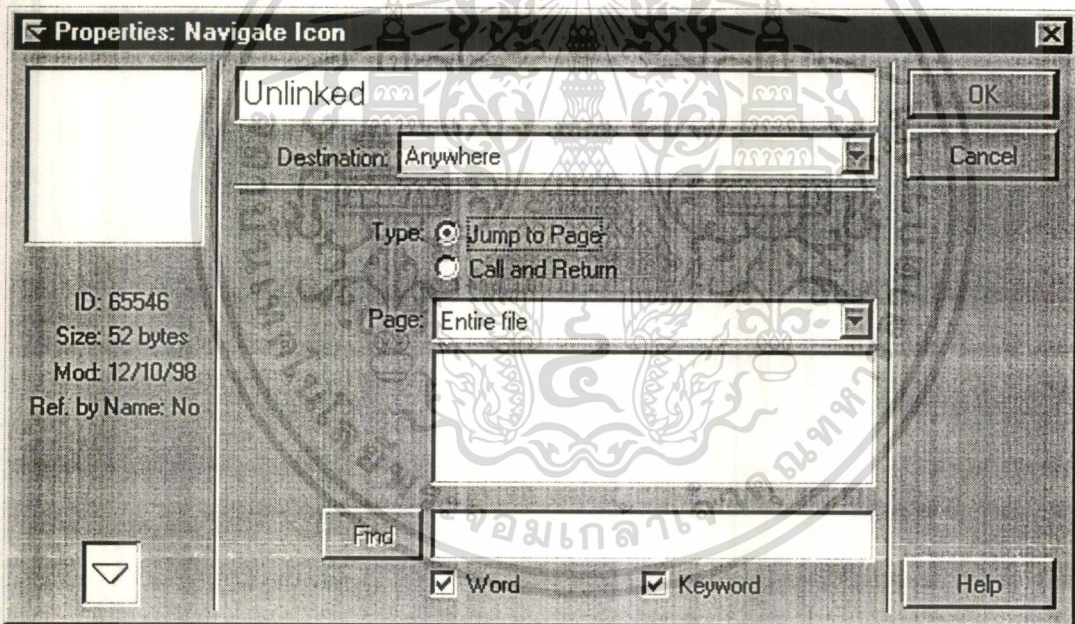 Properties: Navigate Icon
Unlinked
OK
Destination: Anywhere
Cancel
Type: Jump to Page
Call and Return
ID: 65546
Size: 52 bytes
Mod: 12/10/98
Ref. by Name: No
Page: Entire file
Find
Word
Keyword
Help